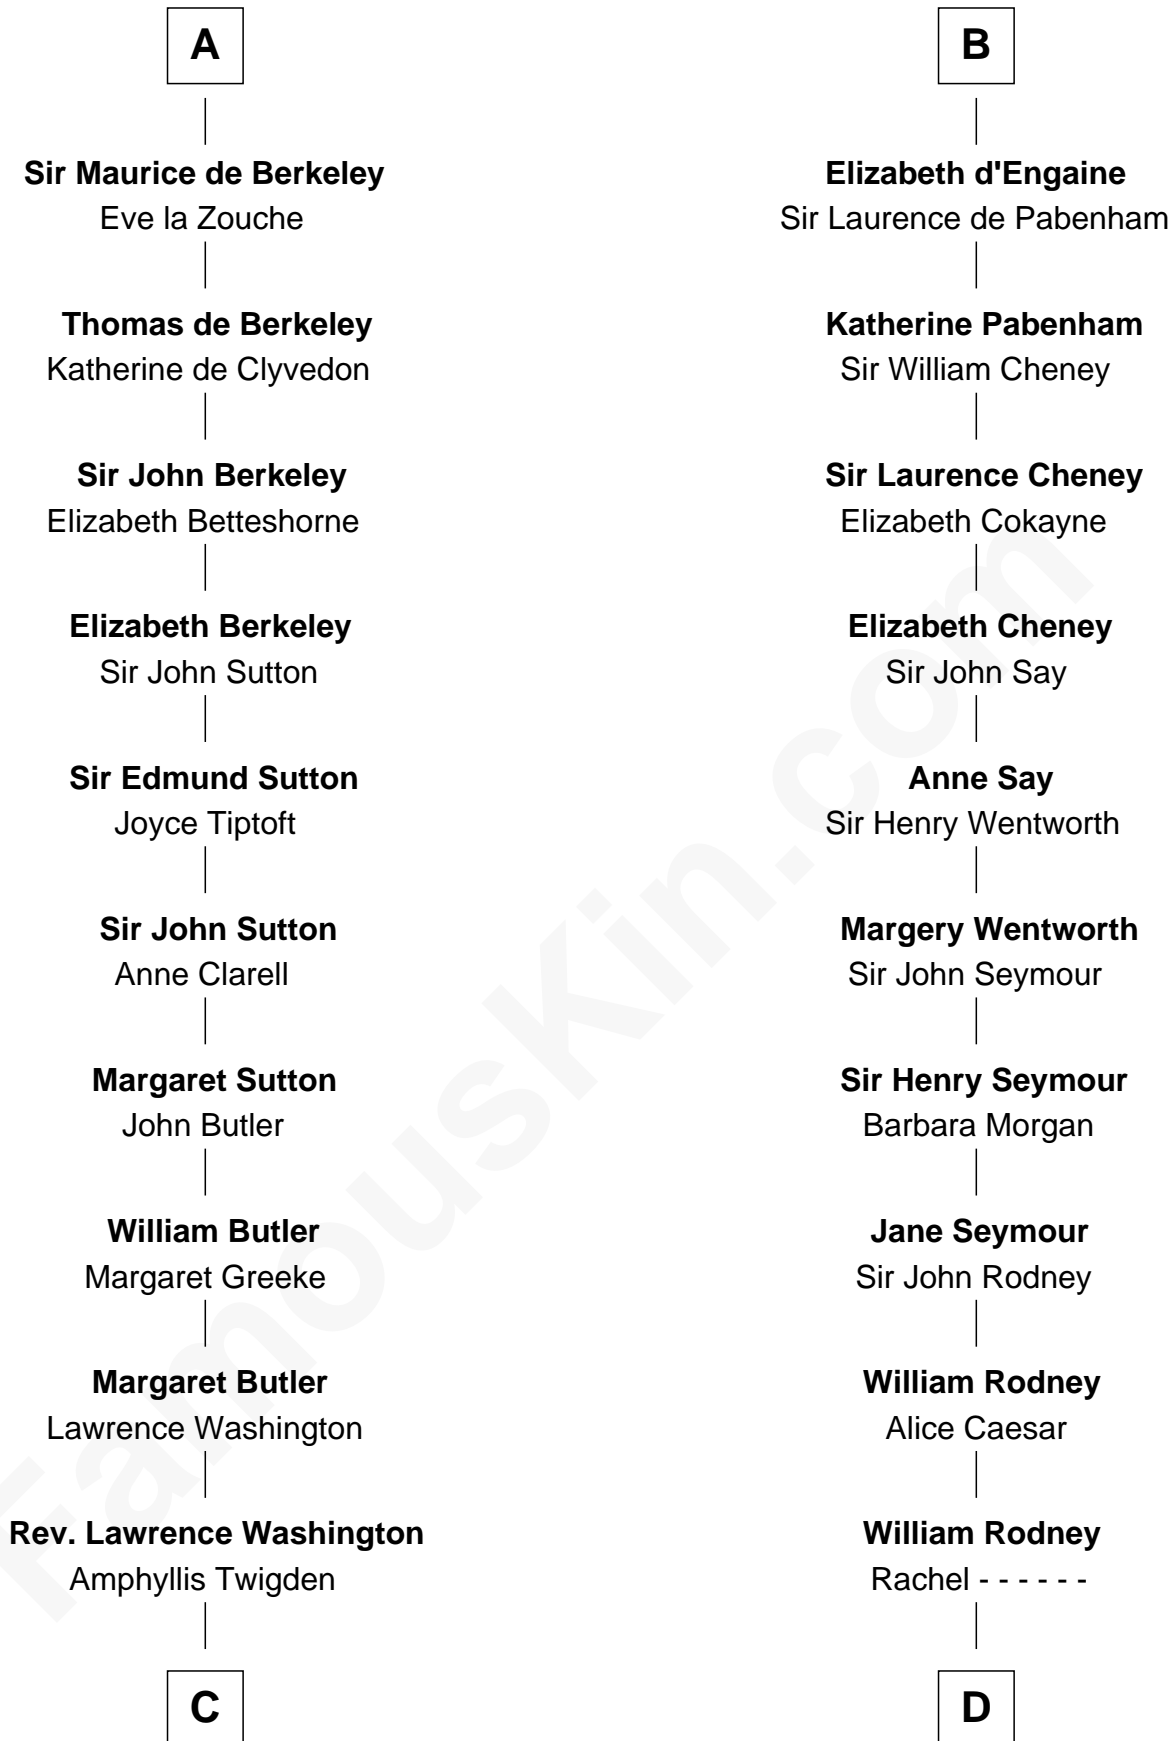 A
Sir Maurice de Berkeley
Eve la Zouche
Thomas de Berkeley
Katherine de Clyvedon
Sir John Berkeley
Elizabeth Betteshorne
Elizabeth Berkeley
Sir John Sutton
Sir Edmund Sutton
Joyce Tiptoft
Sir John Sutton
Anne Clarell
Margaret Sutton
John Butler
William Butler
Margaret Greeke
Margaret Butler
Lawrence Washington
Rev. Lawrence Washington
Amphyllis Twigden
C
B
Elizabeth d'Engaine
Sir Laurence de Pabenham
Katherine Pabenham
Sir William Cheney
Sir Laurence Cheney
Elizabeth Cokayne
Elizabeth Cheney
Sir John Say
Anne Say
Sir Henry Wentworth
Margery Wentworth
Sir John Seymour
Sir Henry Seymour
Barbara Morgan
Jane Seymour
Sir John Rodney
William Rodney
Alice Caesar
William Rodney
Rachel - - - - - -
D
FamousKin.com